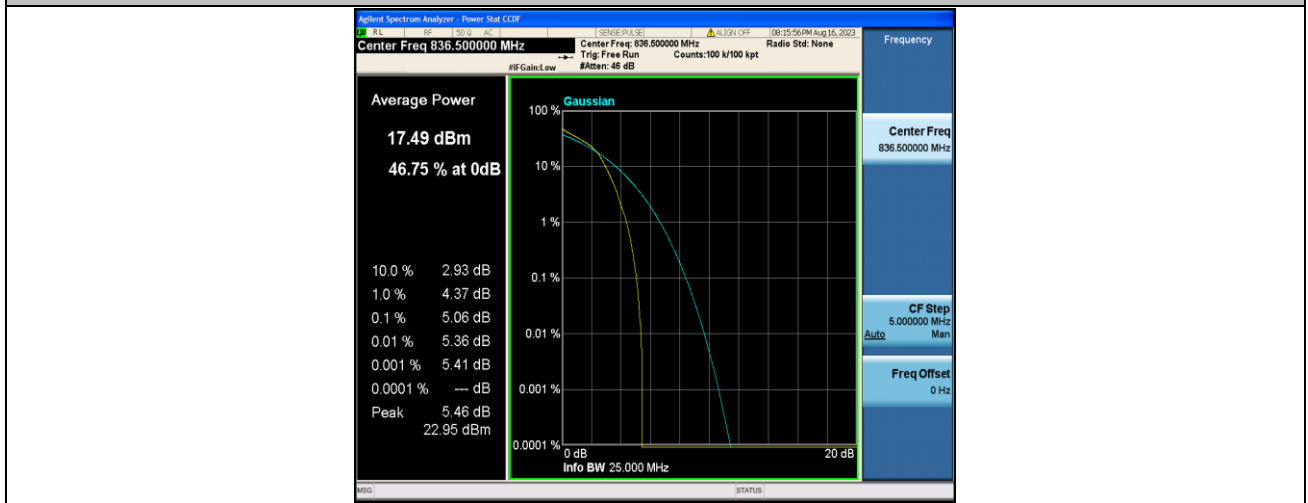 Agilent Spectrum Analyzer - Power Stat CCDF
RL RF 50 Ω AC SENSE:PULSE ALIGN OFF 08:15:56 PM Aug 16, 2023
Center Freq 836.500000 MHz
Center Freq: 836.500000 MHz Radio Std: None
Trig: Free Run Counts:100 k/100 kpt
#IFGain:Low #Atten: 46 dB
Frequency
Average Power
17.49 dBm
46.75 % at 0dB
10.0 % 2.93 dB
1.0 % 4.37 dB
0.1 % 5.06 dB
0.01 % 5.36 dB
0.001 % 5.41 dB
0.0001 % --- dB
Peak 5.46 dB
22.95 dBm
Gaussian
100 %
10 %
1 %
0.1 %
0.01 %
0.001 %
0.0001 %
0 dB 20 dB
Info BW 25.000 MHz
Center Freq
836.500000 MHz
CF Step
5.000000 MHz
Auto Man
Freq Offset
0 Hz
MSG STATUS